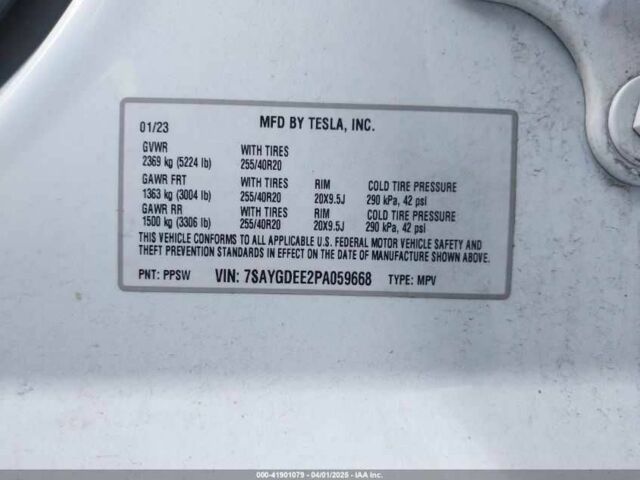 01/23 MFD BY TESLA, INC.
GVWR WITH TIRES
2369 kg (5224 lb) 255/40R20
GAWR FRT WITH TIRES RIM COLD TIRE PRESSURE
1363 kg (3004 lb) 255/40R20 20X9.5J 290 kPa, 42 psi
GAWR RR WITH TIRES RIM COLD TIRE PRESSURE
1500 kg (3306 lb) 255/40R20 20X9.5J 290 kPa, 42 psi
THIS VEHICLE CONFORMS TO ALL APPLICABLE U.S. FEDERAL MOTOR VEHICLE SAFETY AND
THEFT PREVENTION STANDARDS IN EFFECT ON THE DATE OF MANUFACTURE SHOWN ABOVE.
PNT: PPSW VIN: 7SAYGDEE2PA059668 TYPE: MPV
000-41901079 - 04/01/2025 - IAAI, Inc.